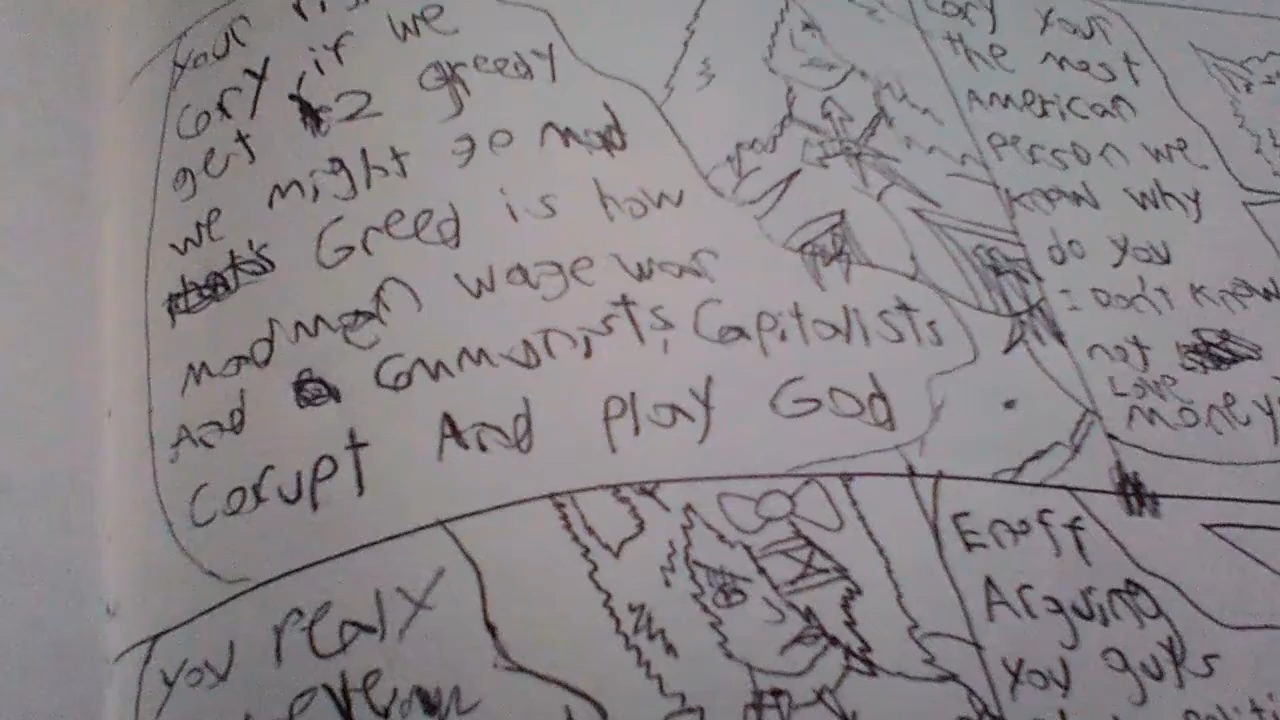 your
cory if we
get 2 greedy
we might go mad
Greed is how
madmen wage war
And Communists, Capitalists
corupt And play God
cory your
the most
American
person we
know why
do you
I Don't know
not
Love
money
you realy
Enoff
Arguing
you guys